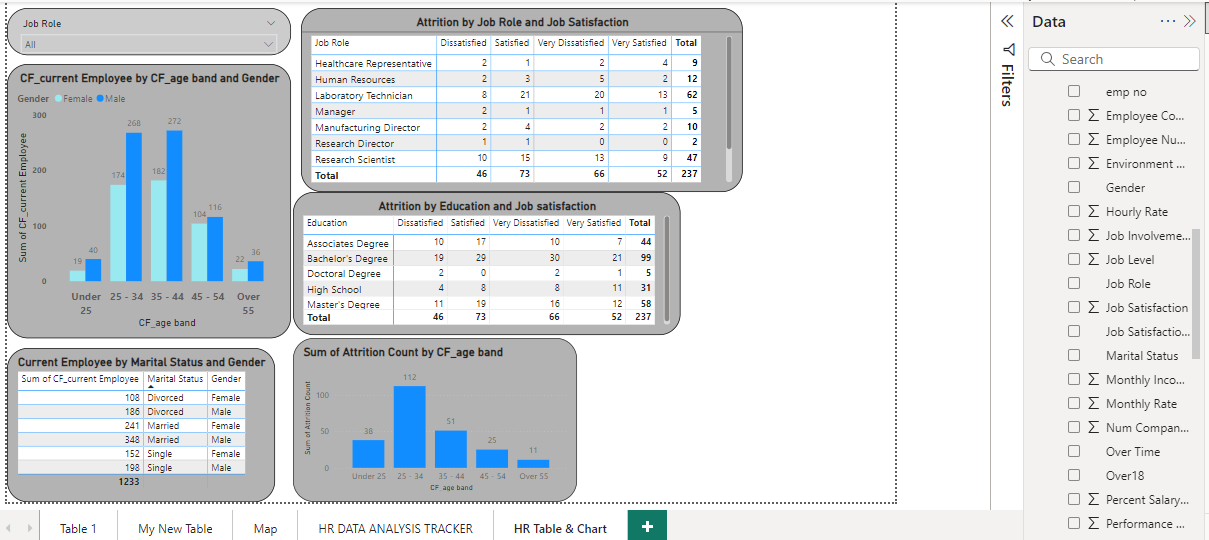 Job Role
All
CF_current Employee by CF_age band and Gender
Gender Female Male
Sum of CF_current Employee
300
200
100
0
19 40
174 268
182 272
104 116
22 36
Under 25 25 - 34 35 - 44 45 - 54 Over 55
CF_age band
Attrition by Job Role and Job Satisfaction
Job Role Dissatisfied Satisfied Very Dissatisfied Very Satisfied Total
Healthcare Representative 2 1 2 4 9
Human Resources 2 3 5 2 12
Laboratory Technician 8 21 20 13 62
Manager 2 1 1 1 5
Manufacturing Director 2 4 2 2 10
Research Director 1 1 0 0 2
Research Scientist 10 15 13 9 47
Total 46 73 66 52 237
Attrition by Education and Job satisfaction
Education Dissatisfied Satisfied Very Dissatisfied Very Satisfied Total
Associates Degree 10 17 10 7 44
Bachelor's Degree 19 29 30 21 99
Doctoral Degree 2 0 2 1 5
High School 4 8 8 11 31
Master's Degree 11 19 16 12 58
Total 46 73 66 52 237
Current Employee by Marital Status and Gender
Sum of CF_current Employee Marital Status Gender
108 Divorced Female
186 Divorced Male
241 Married Female
348 Married Male
152 Single Female
198 Single Male
1233
Sum of Attrition Count by CF_age band
Sum of Attrition Count
100
50
0
38 112 51 25 11
Under 25 25 - 34 35 - 44 45 - 54 Over 55
CF_age band
Filters
Data
Search
emp no
Employee Co...
Employee Nu...
Environment ...
Gender
Hourly Rate
Job Involveme...
Job Level
Job Role
Job Satisfaction
Job Satisfactio...
Marital Status
Monthly Inco...
Monthly Rate
Num Compan...
Over Time
Over18
Percent Salary...
Performance ...
Table 1 My New Table Map HR DATA ANALYSIS TRACKER HR Table & Chart +